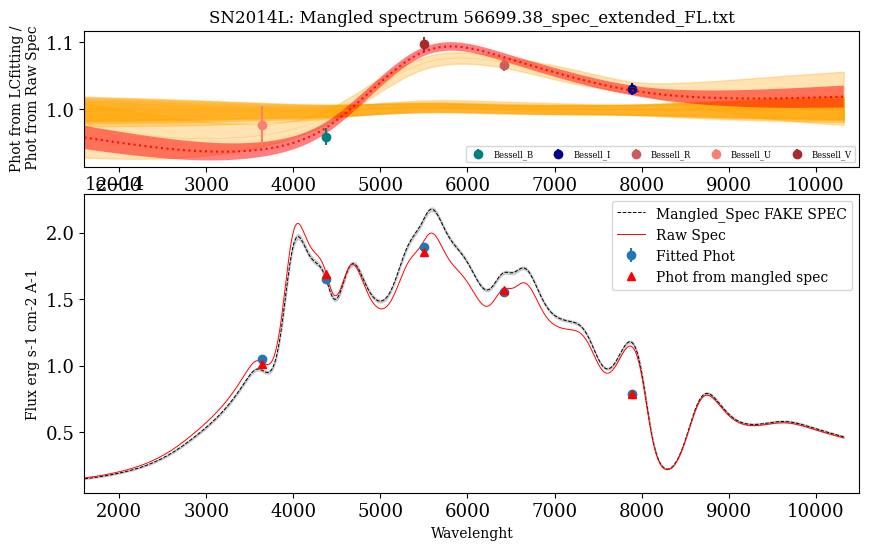 SN2014L: Mangled spectrum 56699.38_spec_extended_FL.txt
Phot from LCfitting /
Phot from Raw Spec
1.1
1.0
Bessell_B Bessell_I Bessell_R Bessell_U Bessell_V
2000 3000 4000 5000 6000 7000 8000 9000 10000
1e−14
Mangled_Spec FAKE SPEC
Raw Spec
Fitted Phot
Phot from mangled spec
Flux erg s-1 cm-2 A-1
2.0
1.5
1.0
0.5
2000 3000 4000 5000 6000 7000 8000 9000 10000
Wavelenght